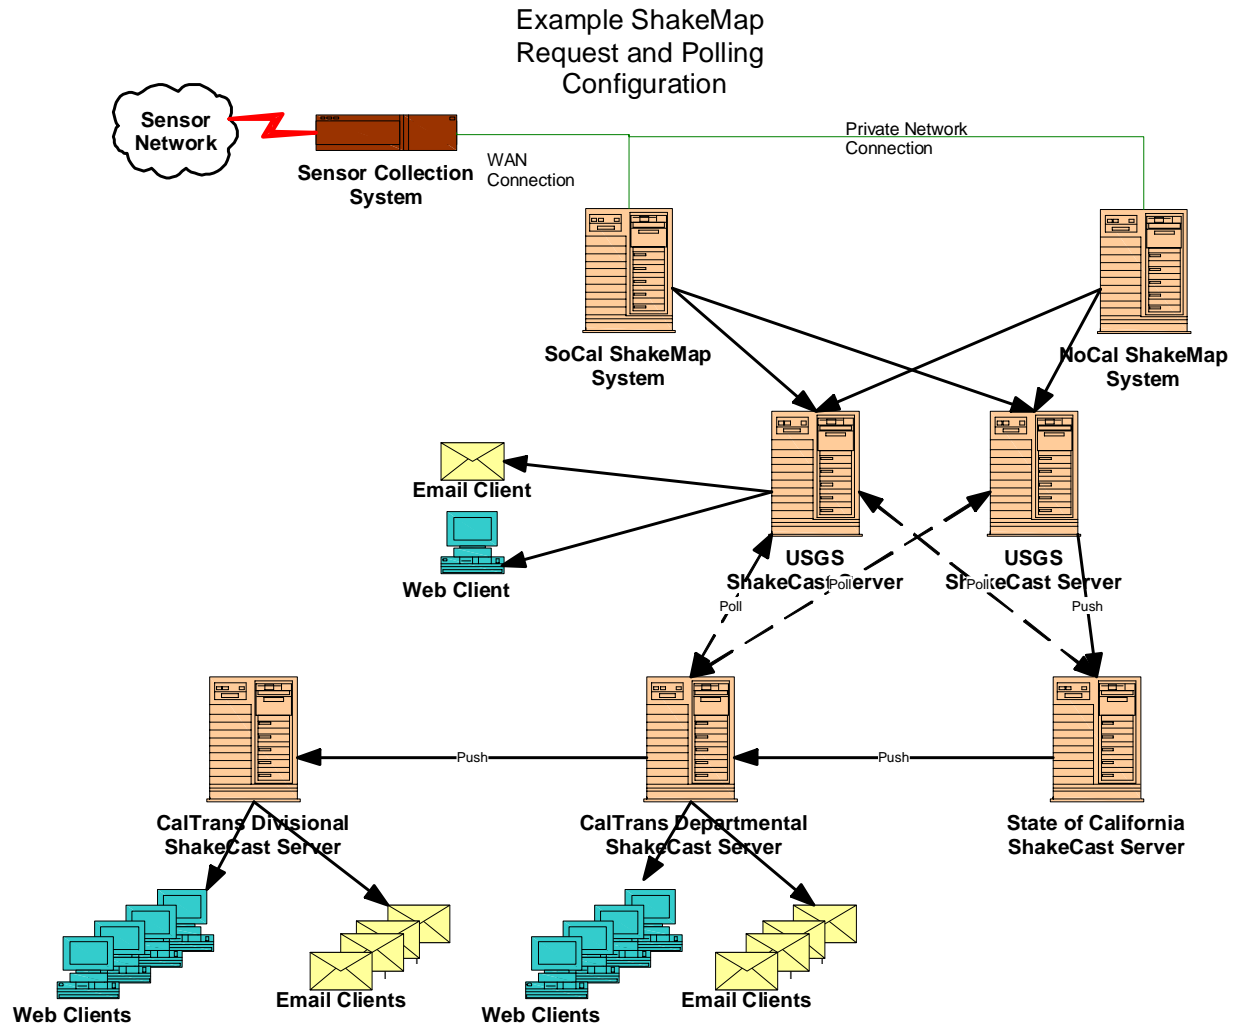 Example ShakeMap
Request and Polling
Configuration
Sensor
Network
Sensor Collection
System
WAN
Connection
Private Network
Connection
SoCal ShakeMap
System
NoCal ShakeMap
System
Email Client
Web Client
USGS
ShakeCast Server
USGS
ShakeCast Server
Poll
Poll
Poll
Push
Push
Push
CalTrans Divisional
ShakeCast Server
CalTrans Departmental
ShakeCast Server
State of California
ShakeCast Server
Web Clients
Email Clients
Web Clients
Email Clients